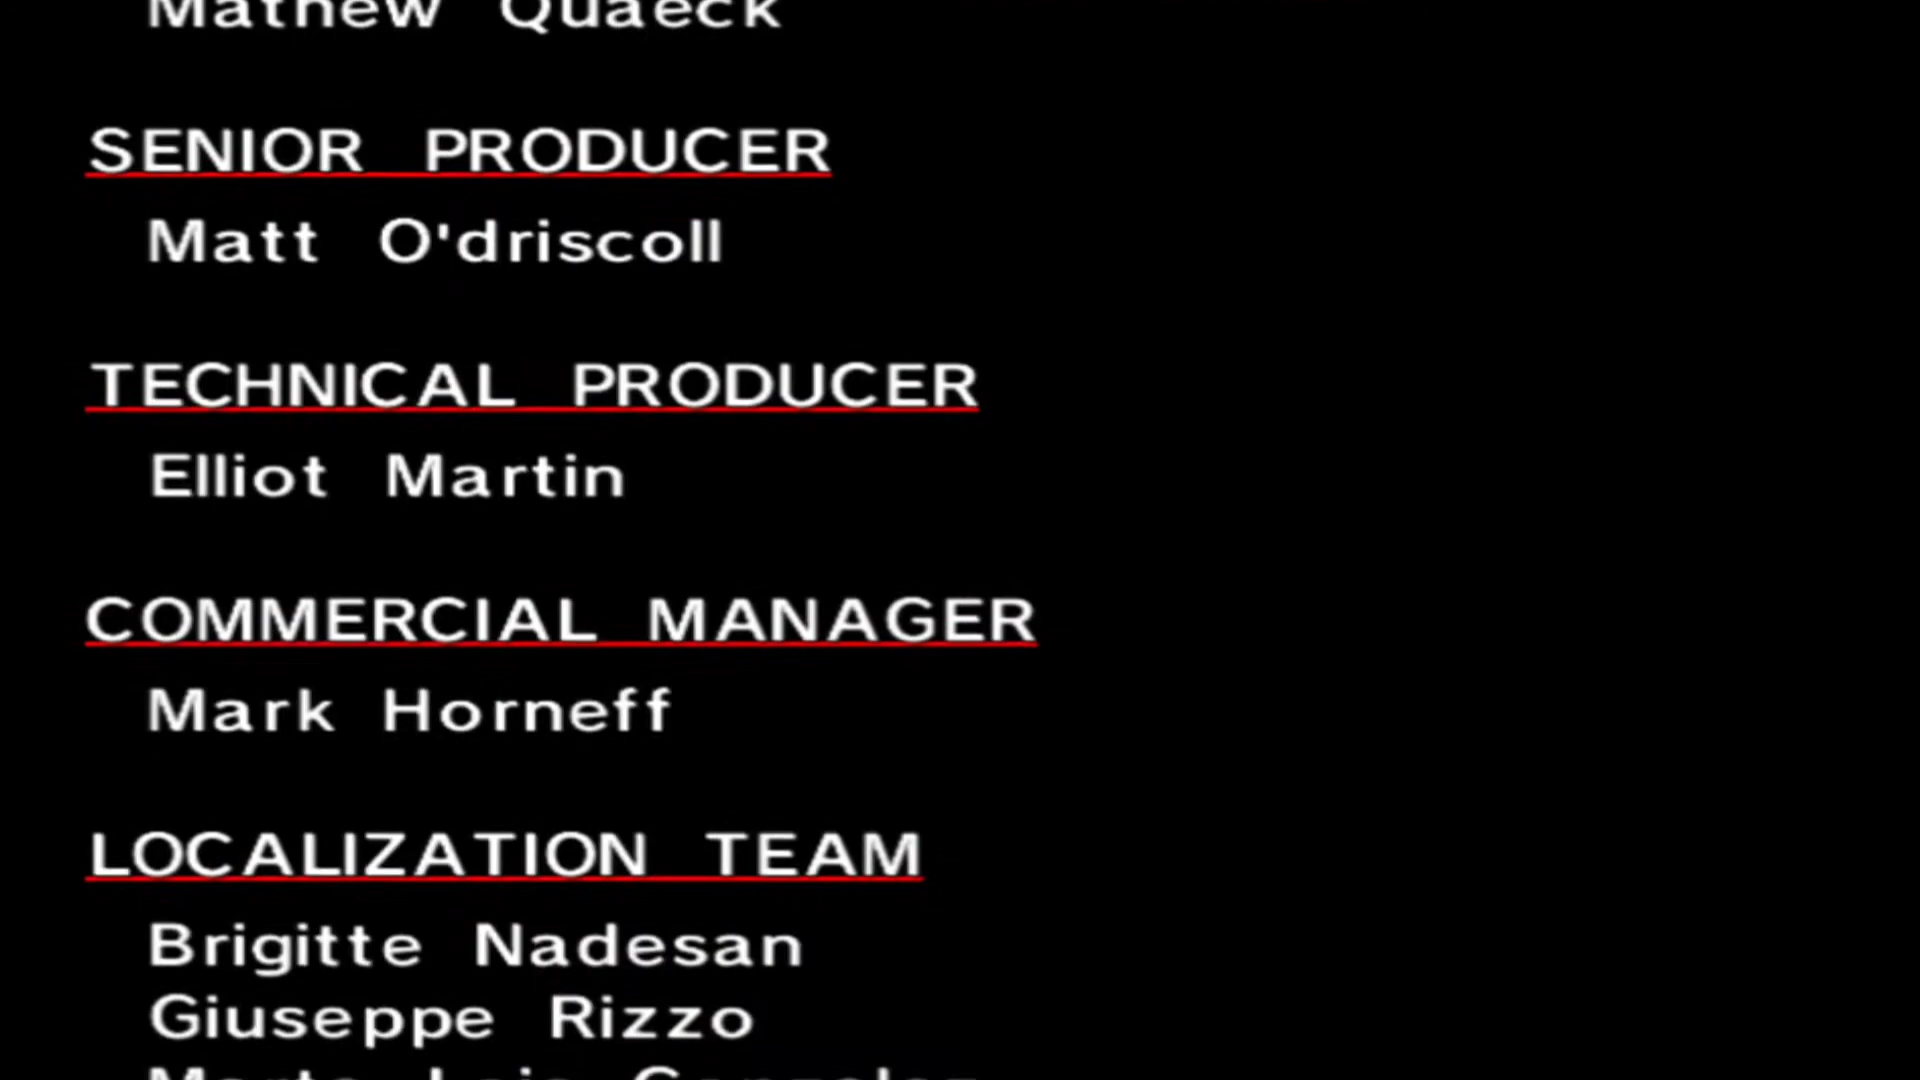 Mathew Quaeck
SENIOR PRODUCER
Matt O'driscoll
TECHNICAL PRODUCER
Elliot Martin
COMMERCIAL MANAGER
Mark Horneff
LOCALIZATION TEAM
Brigitte Nadesan
Giuseppe Rizzo